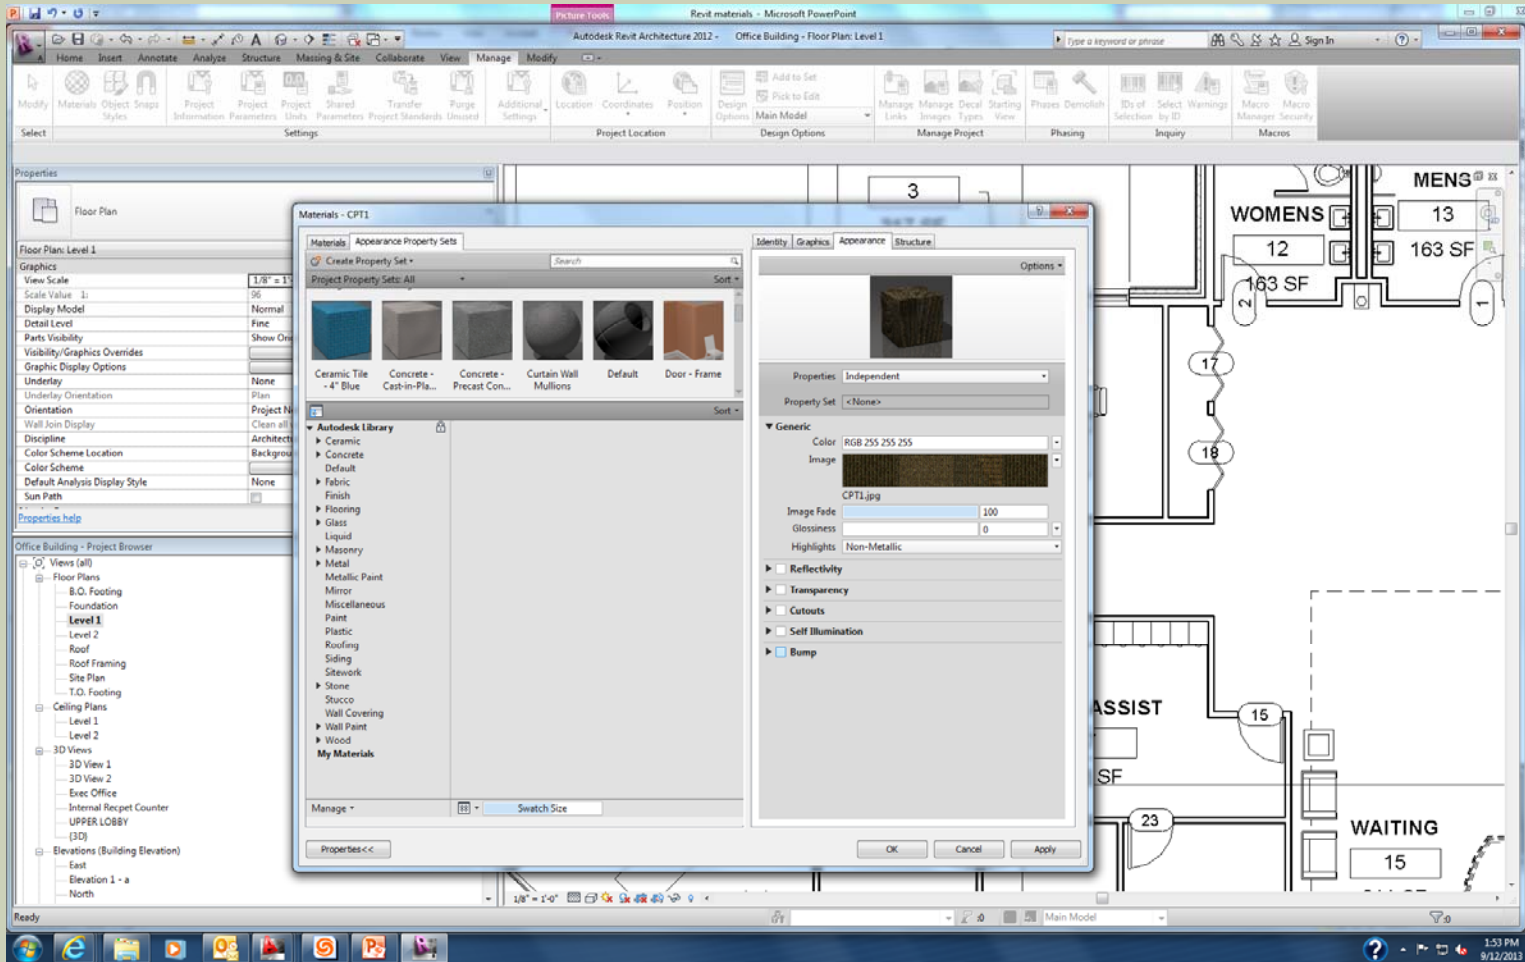 Picture Tools
Revit materials - Microsoft PowerPoint
Autodesk Revit Architecture 2012 - Office Building - Floor Plan: Level 1
Type a keyword or phrase
Sign In
Home Insert Annotate Analyze Structure Massing & Site Collaborate View Manage Modify
Modify Materials Object Styles Snaps
Project Information Project Parameters Project Units Shared Parameters Transfer Project Standards Purge Unused Additional Settings
Location Coordinates Position
Design Options Add to Set
Pick to Edit
Main Model
Manage Links Manage Images Decal Types Starting View
Phases Demolish
IDs of Selection Select by ID Warnings
Macro Manager Macro Security
Select Settings Project Location Design Options Manage Project Phasing Inquiry Macros
Properties
Floor Plan
Floor Plan: Level 1
Graphics
View Scale 1/8" = 1'
Scale Value 1: 96
Display Model Normal
Detail Level Fine
Parts Visibility Show Ori
Visibility/Graphics Overrides
Graphic Display Options
Underlay None
Underlay Orientation Plan
Orientation Project N
Wall Join Display Clean all
Discipline Architect
Color Scheme Location Backgrou
Color Scheme
Default Analysis Display Style None
Sun Path
Properties help
Office Building - Project Browser
Views (all)
Floor Plans
B.O. Footing
Foundation
Level 1
Level 2
Roof
Roof Framing
Site Plan
T.O. Footing
Ceiling Plans
Level 1
Level 2
3D Views
3D View 1
3D View 2
Exec Office
Internal Recpet Counter
UPPER LOBBY
{3D}
Elevations (Building Elevation)
East
Elevation 1 - a
North
Materials - CPT1
Materials Appearance Property Sets
Create Property Set
Search
Project Property Sets: All Sort
Ceramic Tile - 4" Blue
Concrete - Cast-in-Pla...
Concrete - Precast Con...
Curtain Wall Mullions
Default
Door - Frame
Sort
Autodesk Library
Ceramic
Concrete
Default
Fabric
Finish
Flooring
Glass
Liquid
Masonry
Metal
Metallic Paint
Mirror
Miscellaneous
Paint
Plastic
Roofing
Siding
Sitework
Stone
Stucco
Wall Covering
Wall Paint
Wood
My Materials
Manage
Swatch Size
Properties<<
Identity Graphics Appearance Structure
Options
Properties Independent
Property Set <None>
Generic
Color RGB 255 255 255
Image
CPT1.jpg
Image Fade 100
Glossiness 0
Highlights Non-Metallic
Reflectivity
Transparency
Cutouts
Self Illumination
Bump
OK Cancel Apply
3
WOMENS
12
163 SF
MENS
13
163 SF
2
1
17
18
ASSIST
SF
15
23
WAITING
15
1/8" = 1'-0"
Ready
:0
Main Model
:0
1:53 PM
9/12/2013